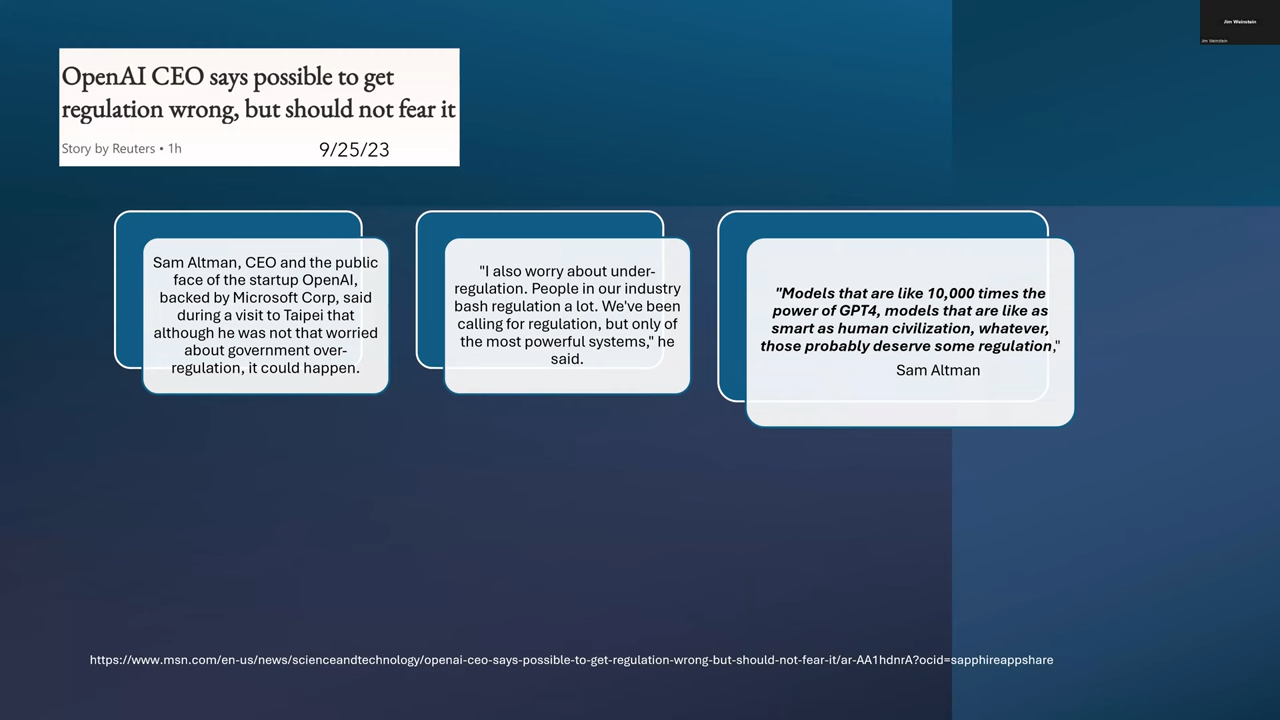 Jim Weinstein
Jim Weinstein
OpenAI CEO says possible to get
regulation wrong, but should not fear it
Story by Reuters • 1h
9/25/23
Sam Altman, CEO and the public
face of the startup OpenAI,
backed by Microsoft Corp, said
during a visit to Taipei that
although he was not that worried
about government over-
regulation, it could happen.
"I also worry about under-
regulation. People in our industry
bash regulation a lot. We've been
calling for regulation, but only of
the most powerful systems," he
said.
"Models that are like 10,000 times the
power of GPT4, models that are like as
smart as human civilization, whatever,
those probably deserve some regulation,"
Sam Altman
https://www.msn.com/en-us/news/scienceandtechnology/openai-ceo-says-possible-to-get-regulation-wrong-but-should-not-fear-it/ar-AA1hdnrA?ocid=sapphireappshare